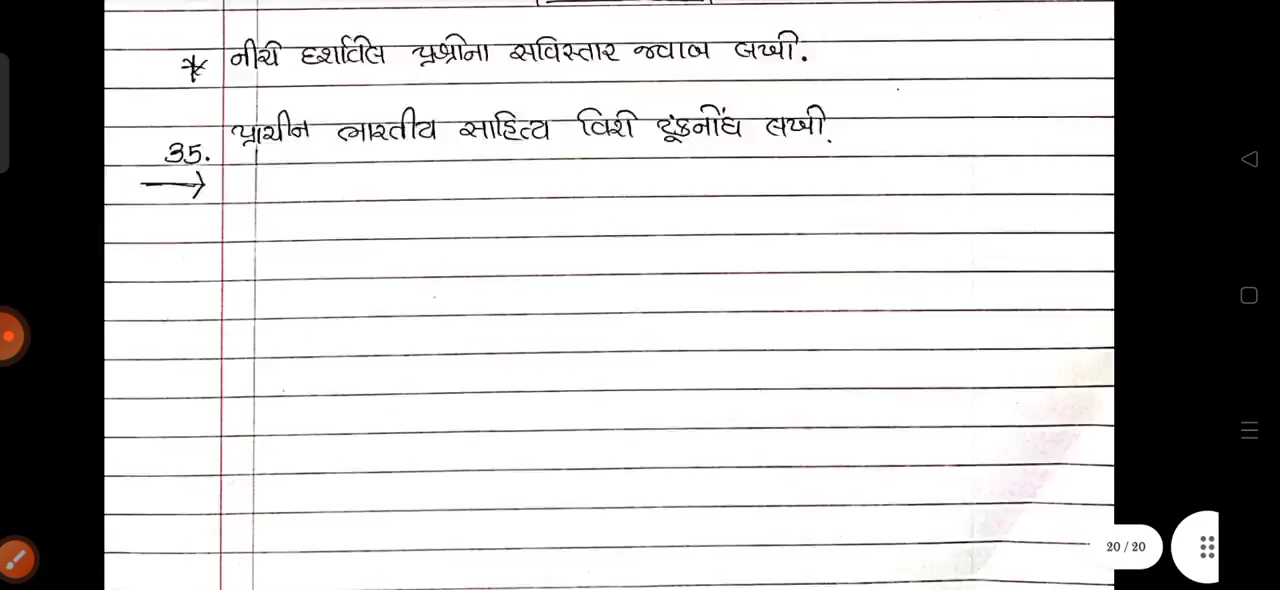 * નીચે દર્શાવેલ પ્રશ્નોના સવિસ્તાર જવાબ લખો.
35. પ્રાચીન ભારતીય સાહિત્ય વિશે ટૂંકનોંધ લખો.
→
20 / 20